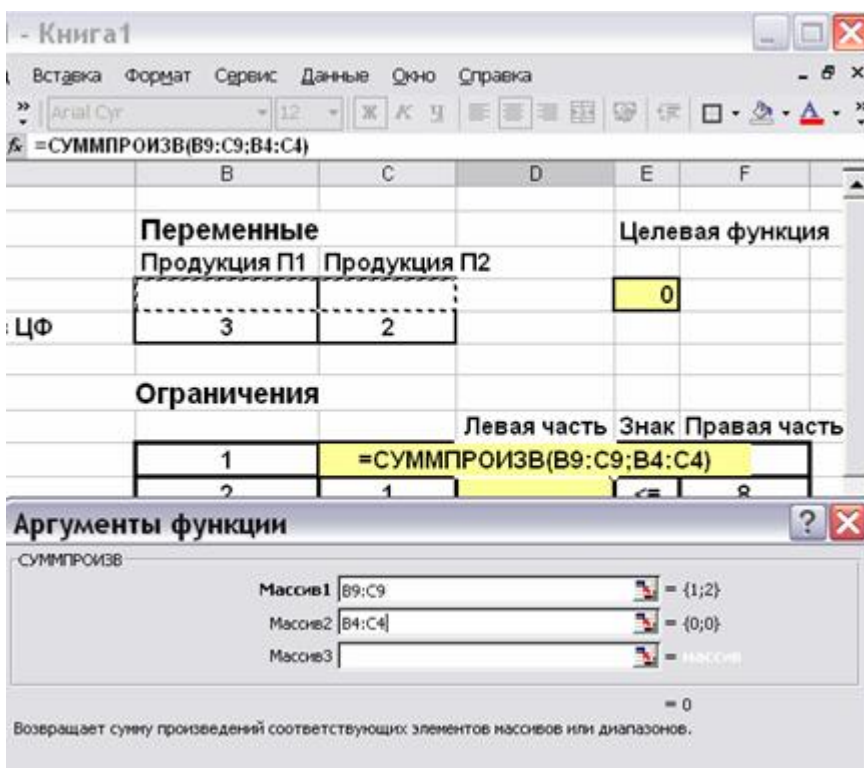 - Книга1
Вставка Формат Сервис Данные Окно Справка
Arial Cyr 12 Ж К Ч
fx =СУММПРОИЗВ(B9:C9;B4:C4)
B C D E F
Переменные Целевая функция
Продукция П1 Продукция П2
0
ЦФ 3 2
Ограничения
Левая часть Знак Правая часть
1 =СУММПРОИЗВ(B9:C9;B4:C4)
2 1 <= 8
Аргументы функции ?
СУММПРОИЗВ
Массив1 B9:C9 = {1;2}
Массив2 B4:C4 = {0;0}
Массив3 = массив
= 0
Возвращает сумму произведений соответствующих элементов массивов или диапазонов.